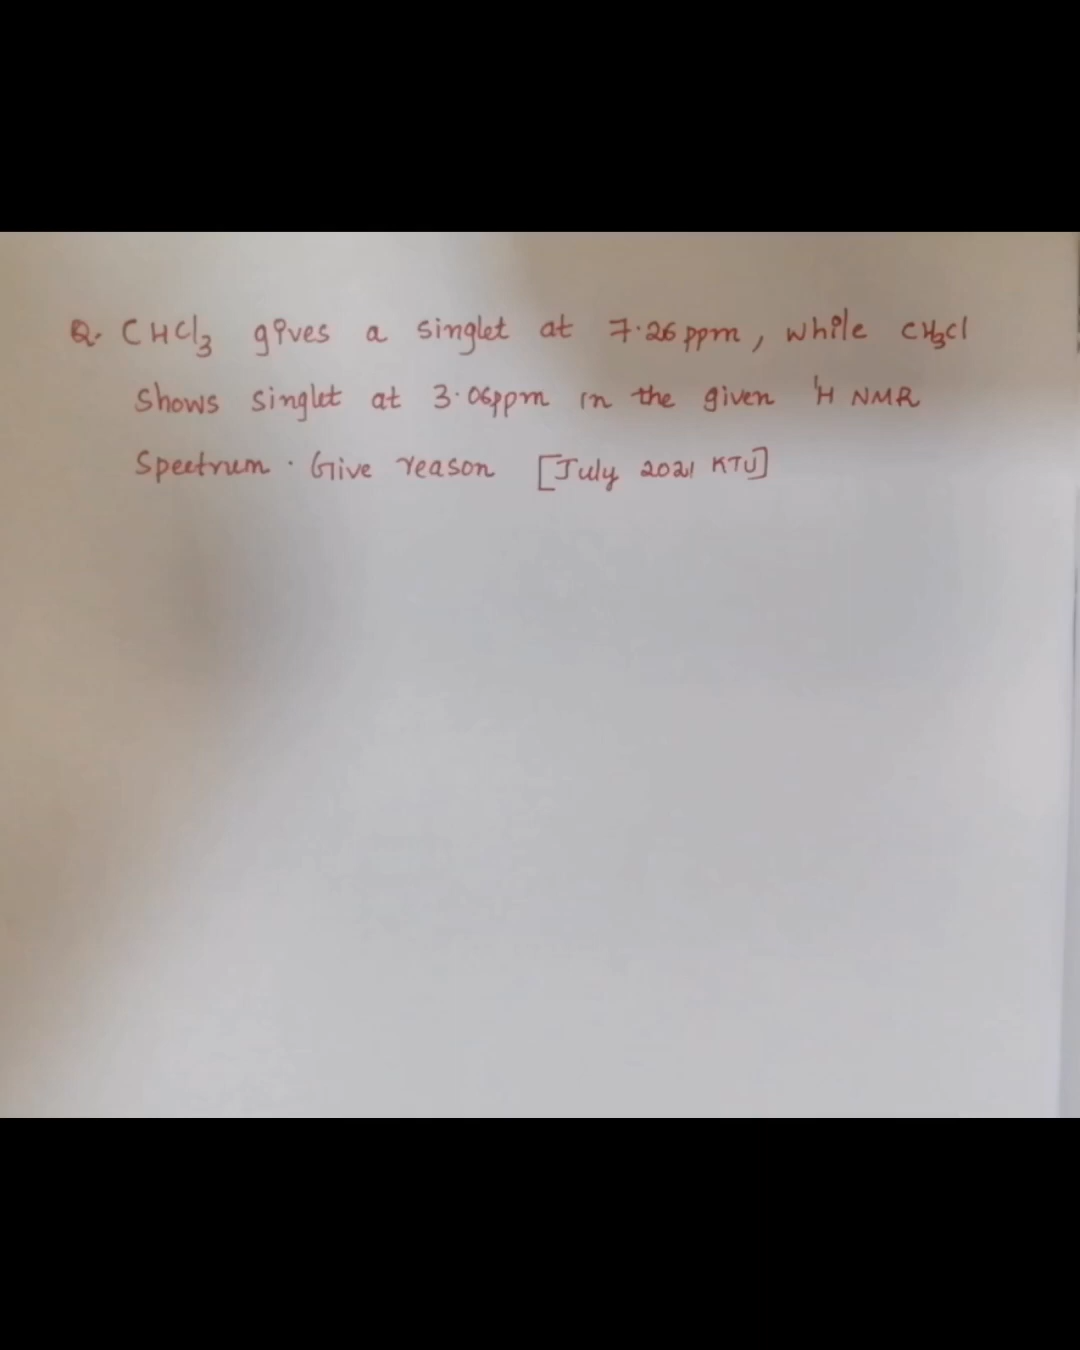 Q. CHCl3 gives a singlet at 7.26 ppm, while CH3Cl
shows singlet at 3.06ppm in the given ¹H NMR
Spectrum. Give reason [July 2021 KTU]